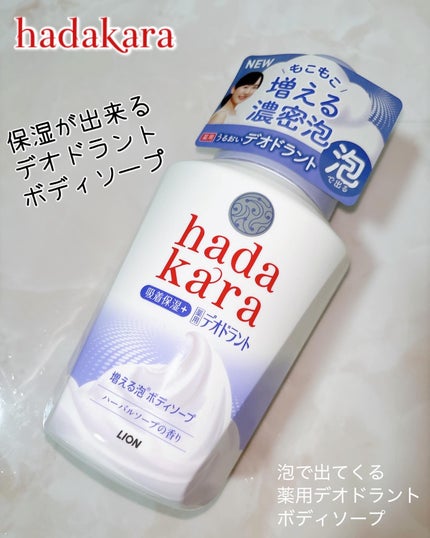 hadakara
保湿が出来る
デオドラント
ボディソープ
NEW
もこもこ
増える
濃密泡
薬用 うるおい デオドラント
泡
で出る
hada
kara
吸着保湿+
薬用 デオドラント
増える泡®ボディソープ
ハーバルソープの香り
LION
泡で出てくる
薬用デオドラント
ボディソープ